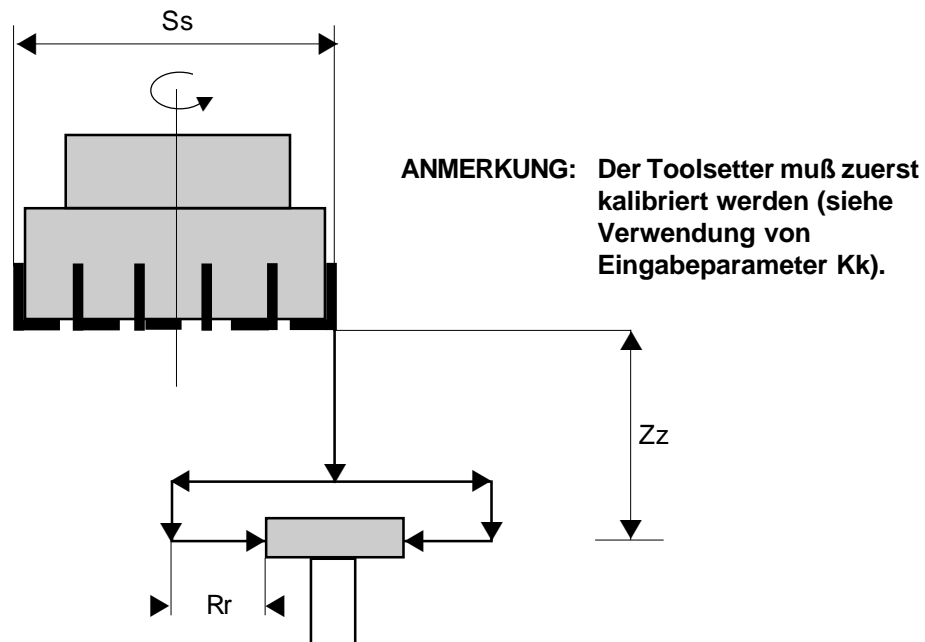 Ss
ANMERKUNG: Der Toolsetter muß zuerst
kalibriert werden (siehe
Verwendung von
Eingabeparameter Kk).
Zz
Rr